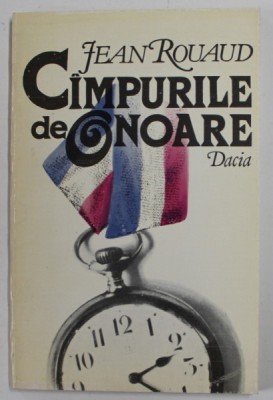 JEAN ROUAUD
CÎMPURILE
de ONOARE
Dacia
11 12 1
10 2
9 3